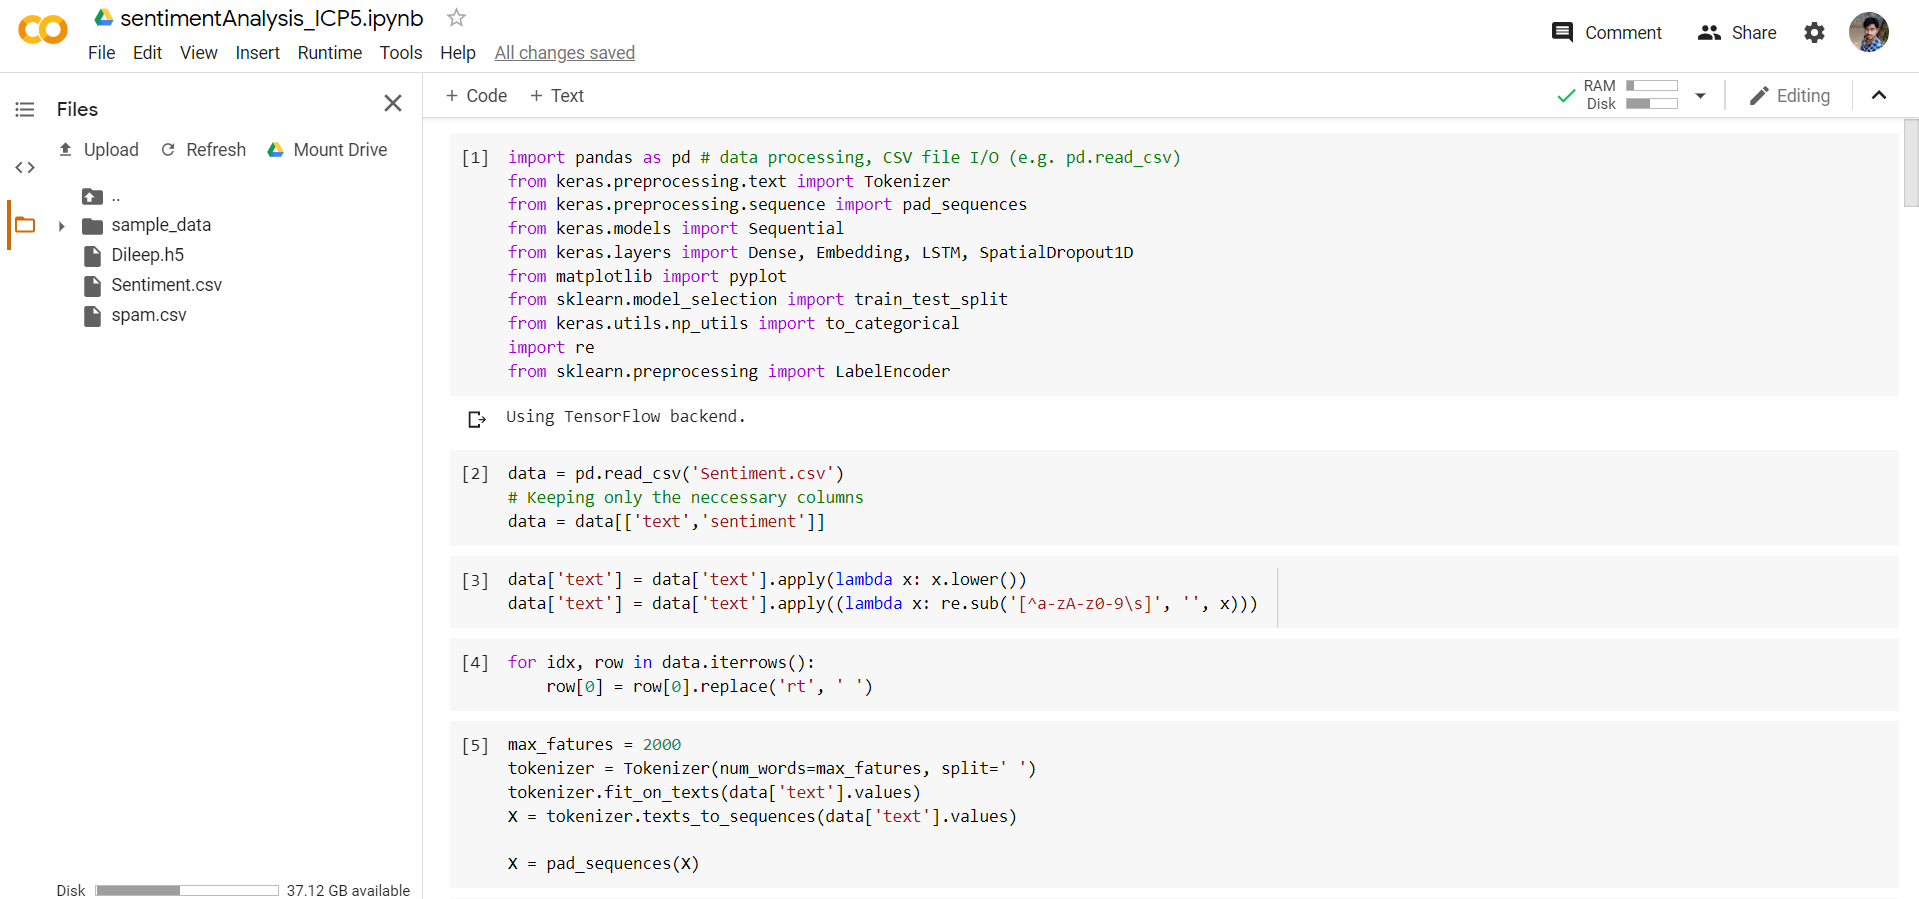 sentimentAnalysis_ICP5.ipynb
File Edit View Insert Runtime Tools Help All changes saved
Comment Share
Files
Upload Refresh Mount Drive
..
sample_data
Dileep.h5
Sentiment.csv
spam.csv
Disk 37.12 GB available
+ Code + Text
RAM
Disk
Editing
[1] import pandas as pd # data processing, CSV file I/O (e.g. pd.read_csv)
from keras.preprocessing.text import Tokenizer
from keras.preprocessing.sequence import pad_sequences
from keras.models import Sequential
from keras.layers import Dense, Embedding, LSTM, SpatialDropout1D
from matplotlib import pyplot
from sklearn.model_selection import train_test_split
from keras.utils.np_utils import to_categorical
import re
from sklearn.preprocessing import LabelEncoder
Using TensorFlow backend.
[2] data = pd.read_csv('Sentiment.csv')
# Keeping only the neccessary columns
data = data[['text','sentiment']]
[3] data['text'] = data['text'].apply(lambda x: x.lower())
data['text'] = data['text'].apply((lambda x: re.sub('[^a-zA-z0-9\s]', '', x)))
[4] for idx, row in data.iterrows():
    row[0] = row[0].replace('rt', ' ')
[5] max_fatures = 2000
tokenizer = Tokenizer(num_words=max_fatures, split=' ')
tokenizer.fit_on_texts(data['text'].values)
X = tokenizer.texts_to_sequences(data['text'].values)
X = pad_sequences(X)